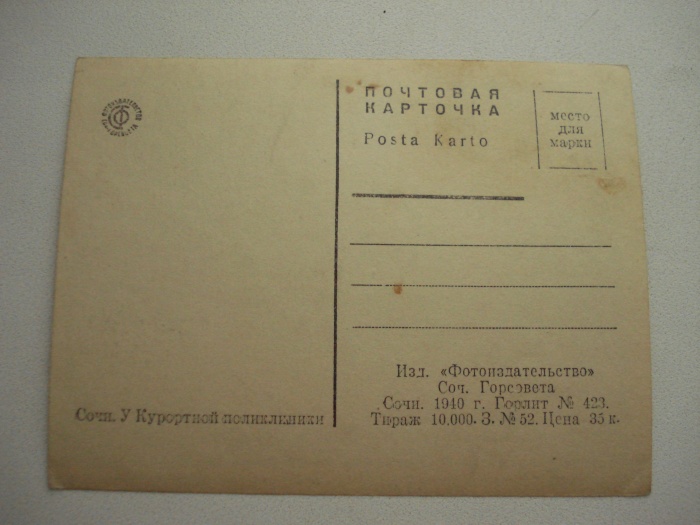 ПОЧТОВАЯ
КАРТОЧКА
Posta Karto
место
для
марки
Изд. «Фотоиздательство»
Соч. Горсовета
Сочи. 1940 г. Горлит № 423.
Тираж 10.000. З. № 52. Цена 35 к.
Сочи. У Курортной поликлиники